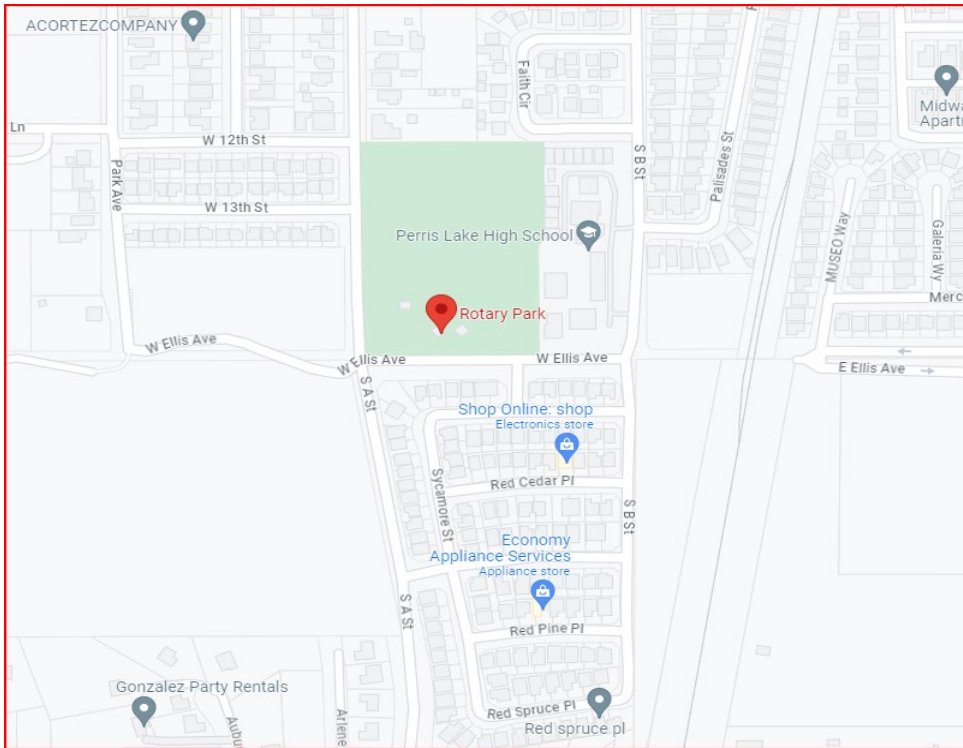 ACORTEZCOMPANY
Faith Cir
Midwa
Apartm
Ln
W 12th St
S B St
Palisades St
Park Ave
W 13th St
Perris Lake High School
MUSEO Way
Galeria Wy
Merc
Rotary Park
W Ellis Ave
W Ellis Ave
W Ellis Ave
E Ellis Ave
S A St
Shop Online: shop
Electronics store
Sycamore St
Red Cedar Pl
S B St
Economy
Appliance Services
Appliance store
S A St
Red Pine Pl
Gonzalez Party Rentals
Arlene
Aubu
Red Spruce Pl
Red spruce pl